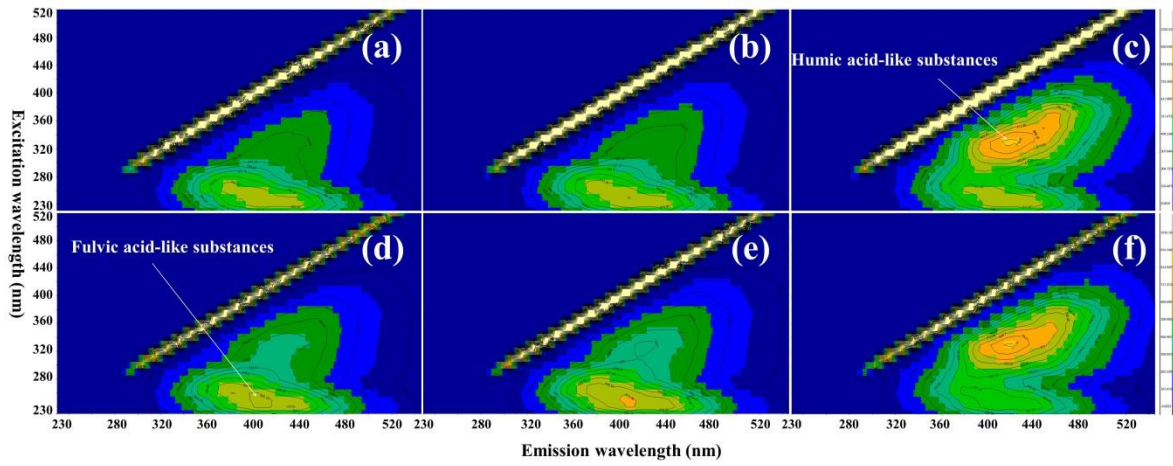 520
480
440
400
360
320
280
230
520
480
440
400
360
320
280
230
Excitation wavelength (nm)
(a)
(b)
(c)
Humic acid-like substances
(d)
Fulvic acid-like substances
(e)
(f)
230 280 320 360 400 440 480 520 230 280 320 360 400 440 480 520 230 280 320 360 400 440 480 520
Emission wavelength (nm)